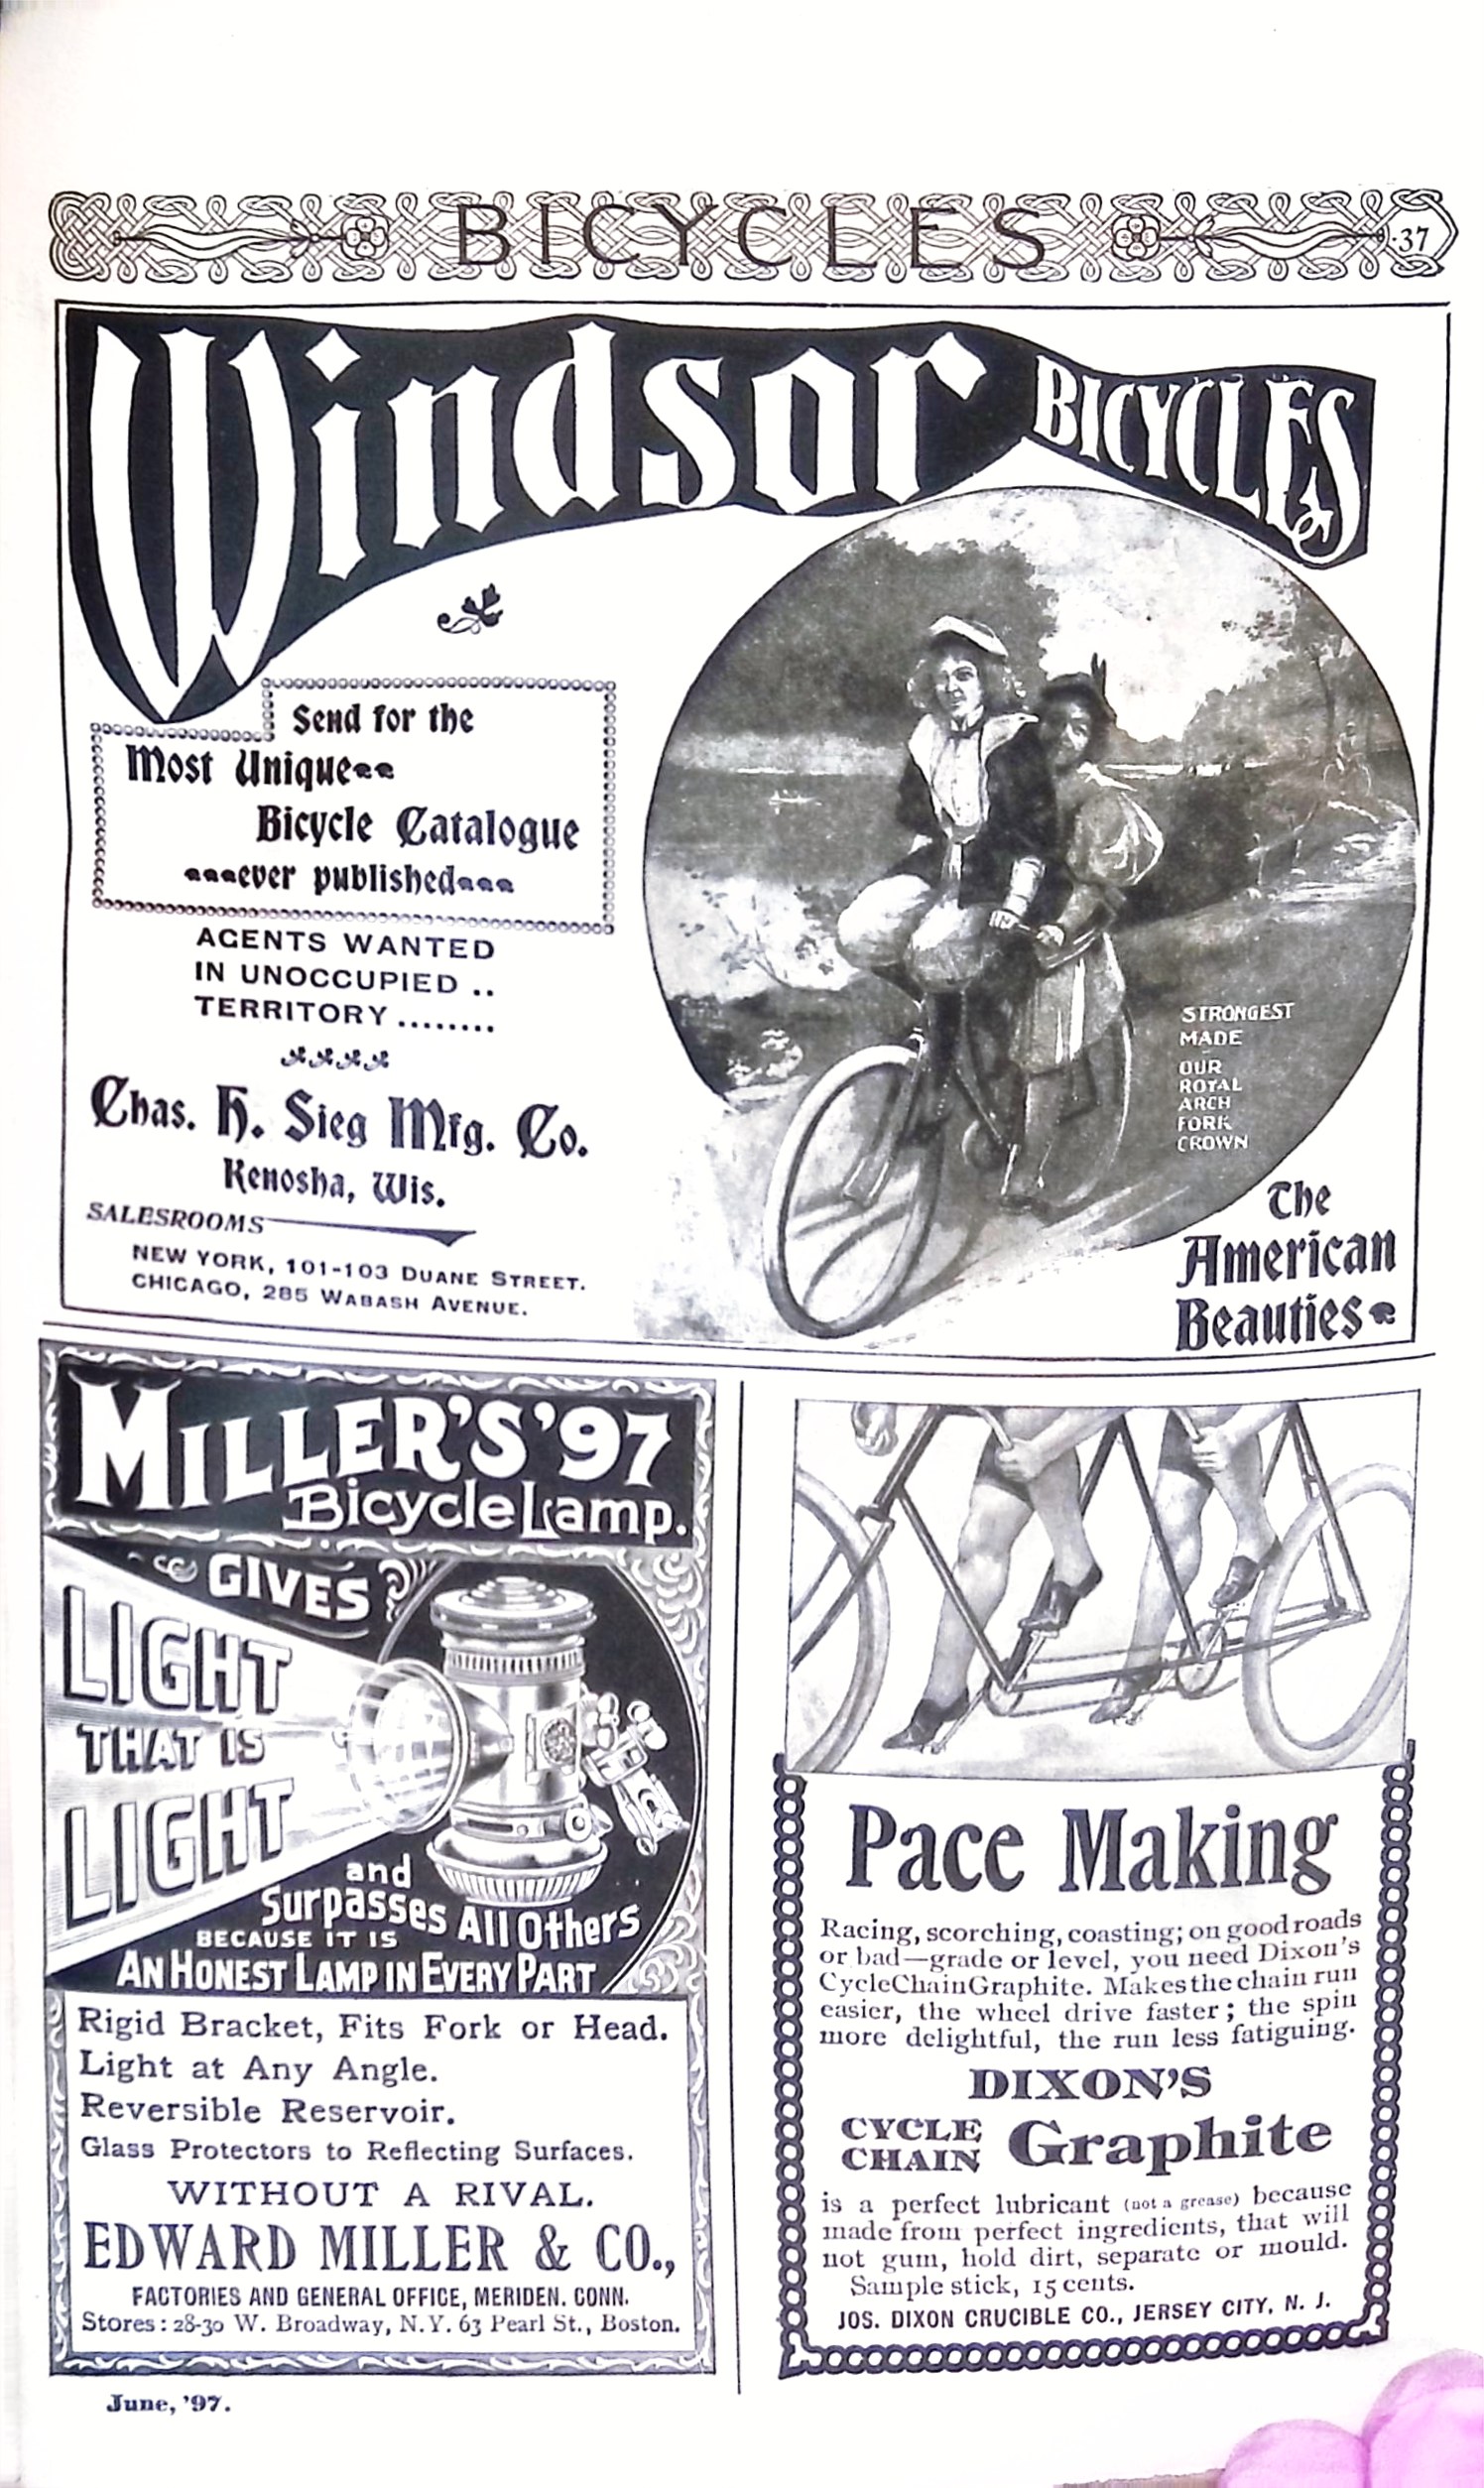 BICYCLES
·37
Windsor BICYCLES
Send for the
Most Unique
Bicycle Catalogue
ever published
AGENTS WANTED
IN UNOCCUPIED ..
TERRITORY ........
Chas. H. Sieg Mfg. Co.
Kenosha, Wis.
SALESROOMS
NEW YORK, 101-103 DUANE STREET.
CHICAGO, 285 WABASH AVENUE.
STRONGEST
MADE
OUR
ROYAL
ARCH
FORK
CROWN
The
American
Beauties
MILLER'S '97
Bicycle Lamp.
GIVES
LIGHT
THAT IS
LIGHT
and
Surpasses All Others
BECAUSE IT IS
AN HONEST LAMP IN EVERY PART
Rigid Bracket, Fits Fork or Head.
Light at Any Angle.
Reversible Reservoir.
Glass Protectors to Reflecting Surfaces.
WITHOUT A RIVAL.
EDWARD MILLER & CO.,
FACTORIES AND GENERAL OFFICE, MERIDEN. CONN.
Stores: 28-30 W. Broadway, N.Y. 63 Pearl St., Boston.
Pace Making
Racing, scorching, coasting; on good roads
or bad—grade or level, you need Dixon's
Cycle Chain Graphite. Makes the chain run
easier, the wheel drive faster; the spin
more delightful, the run less fatiguing.
DIXON'S
CYCLE
CHAIN Graphite
is a perfect lubricant (not a grease) because
made from perfect ingredients, that will
not gum, hold dirt, separate or mould.
Sample stick, 15 cents.
JOS. DIXON CRUCIBLE CO., JERSEY CITY, N. J.
June, '97.